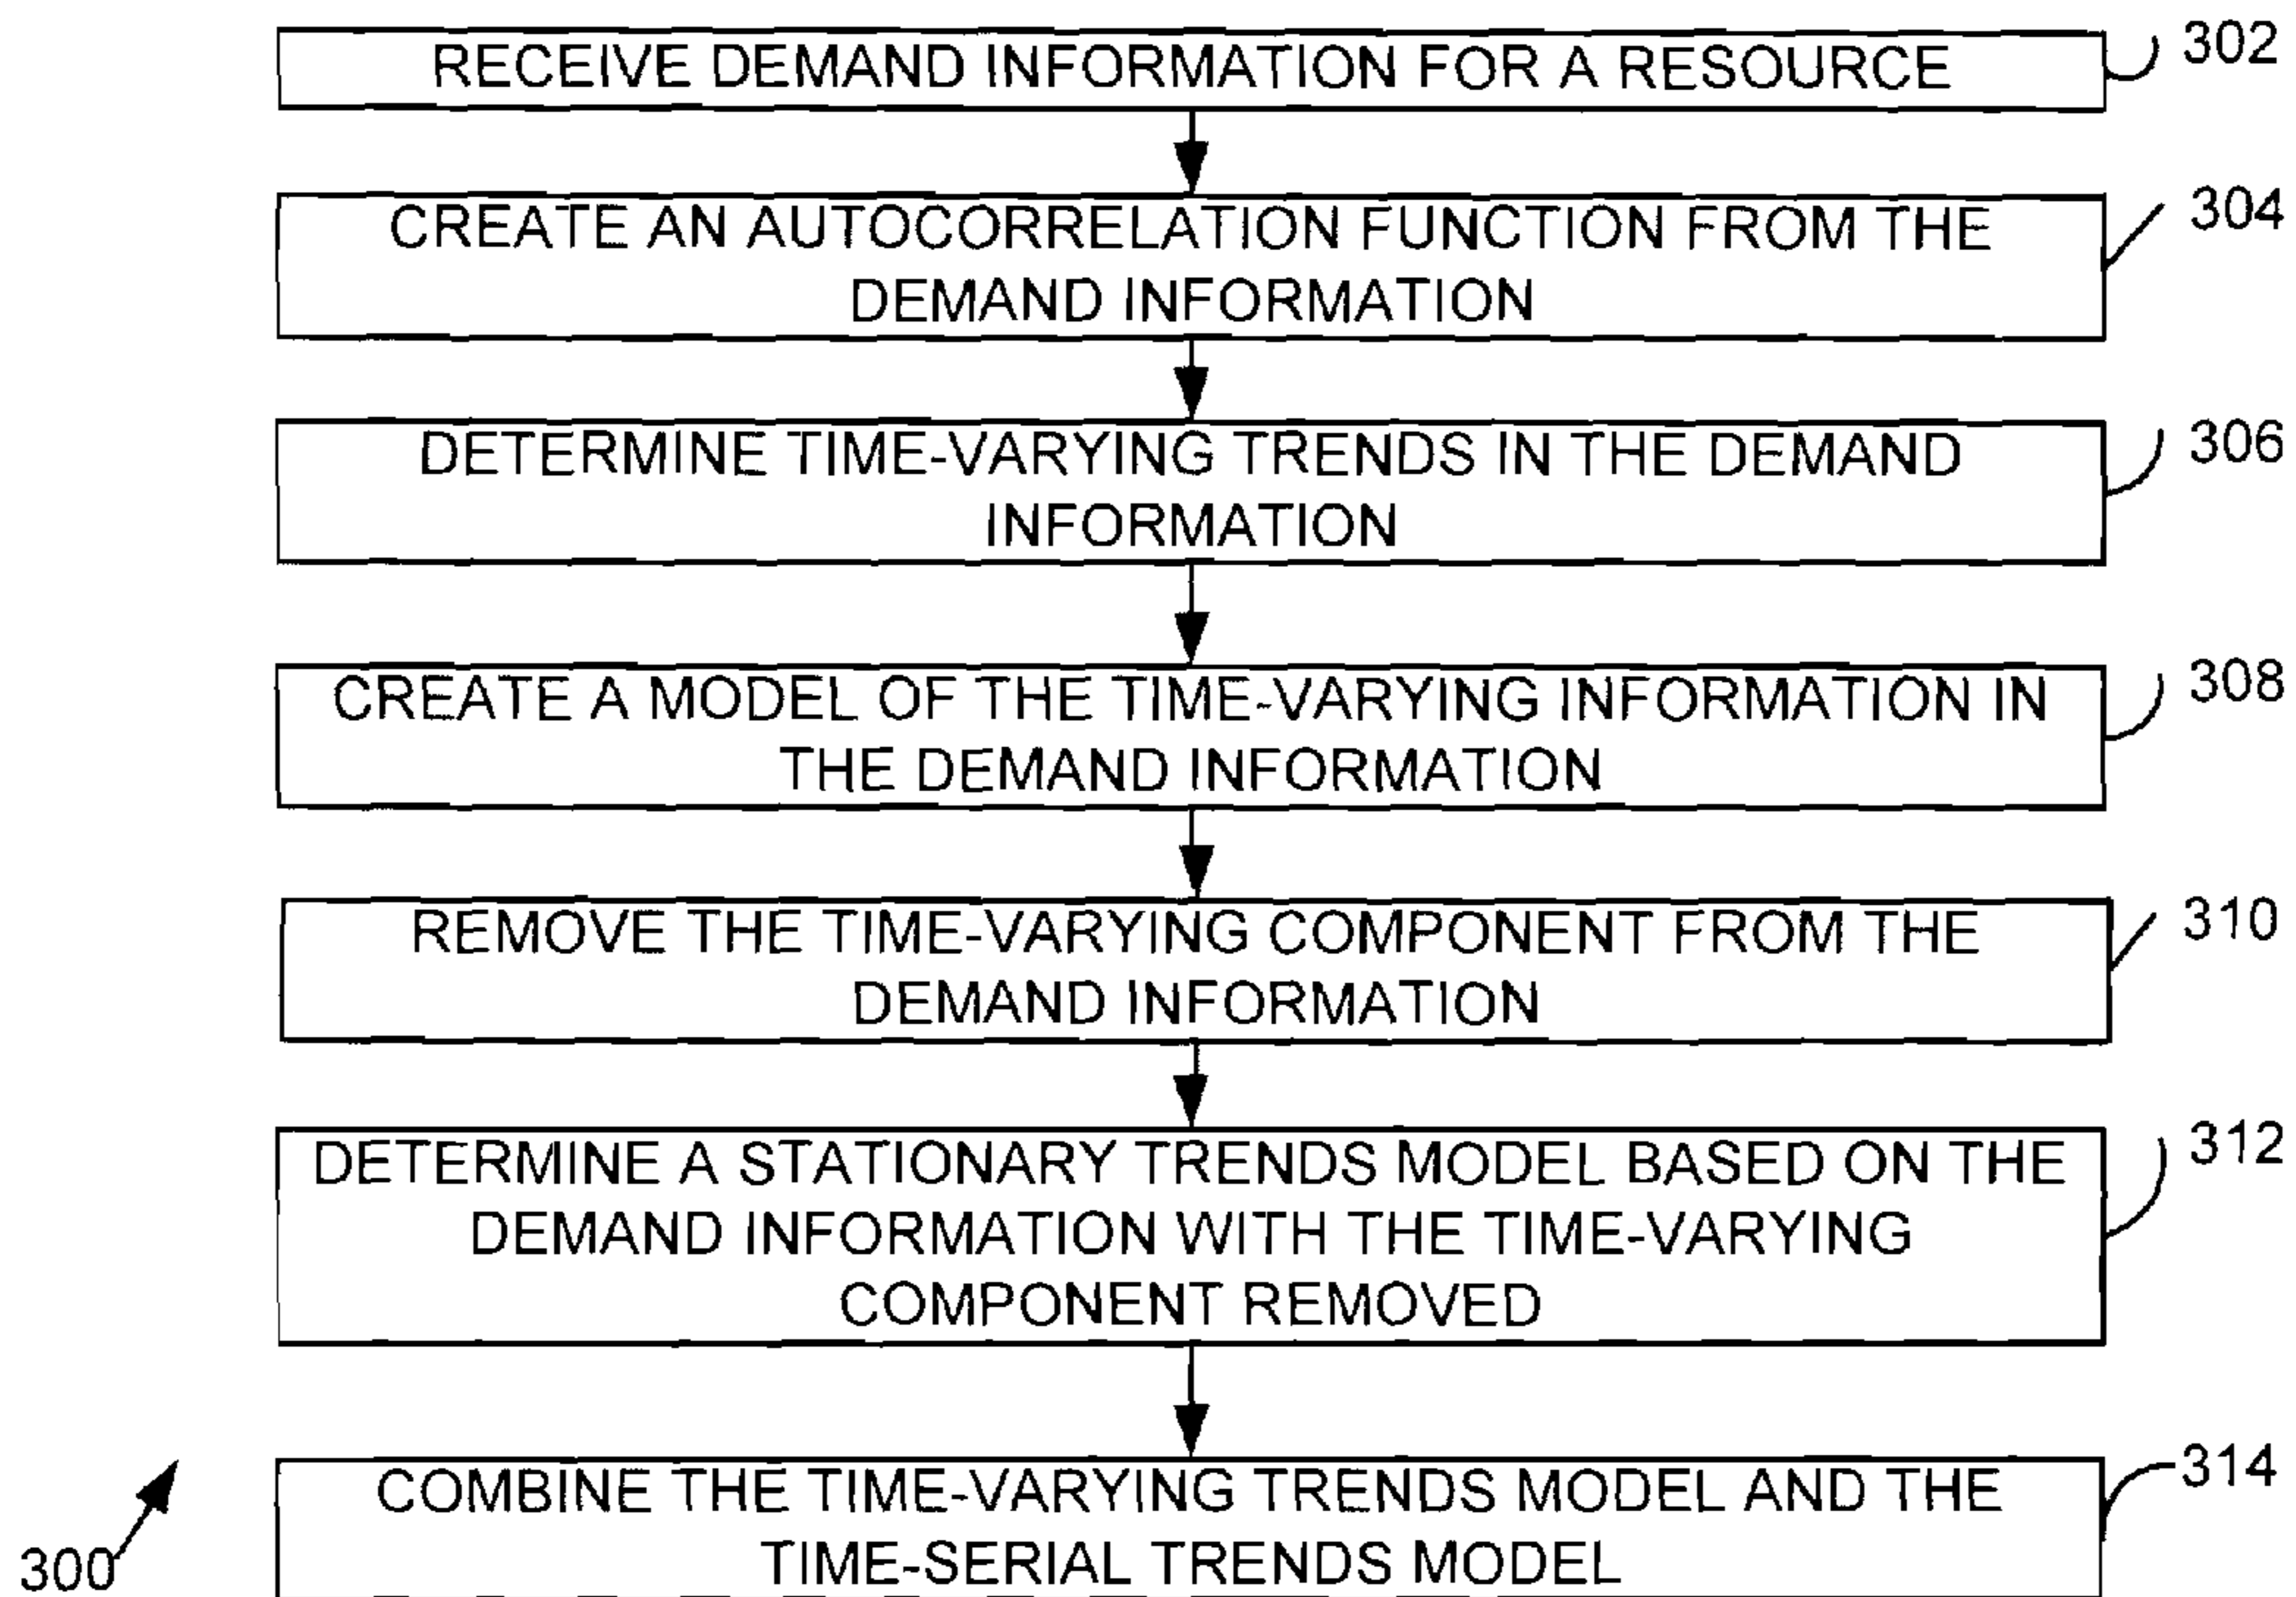 RECEIVE DEMAND INFORMATION FOR A RESOURCE
302
CREATE AN AUTOCORRELATION FUNCTION FROM THE
DEMAND INFORMATION
304
DETERMINE TIME-VARYING TRENDS IN THE DEMAND
INFORMATION
306
CREATE A MODEL OF THE TIME-VARYING INFORMATION IN
THE DEMAND INFORMATION
308
REMOVE THE TIME-VARYING COMPONENT FROM THE
DEMAND INFORMATION
310
DETERMINE A STATIONARY TRENDS MODEL BASED ON THE
DEMAND INFORMATION WITH THE TIME-VARYING
COMPONENT REMOVED
312
COMBINE THE TIME-VARYING TRENDS MODEL AND THE
TIME-SERIAL TRENDS MODEL
314
300